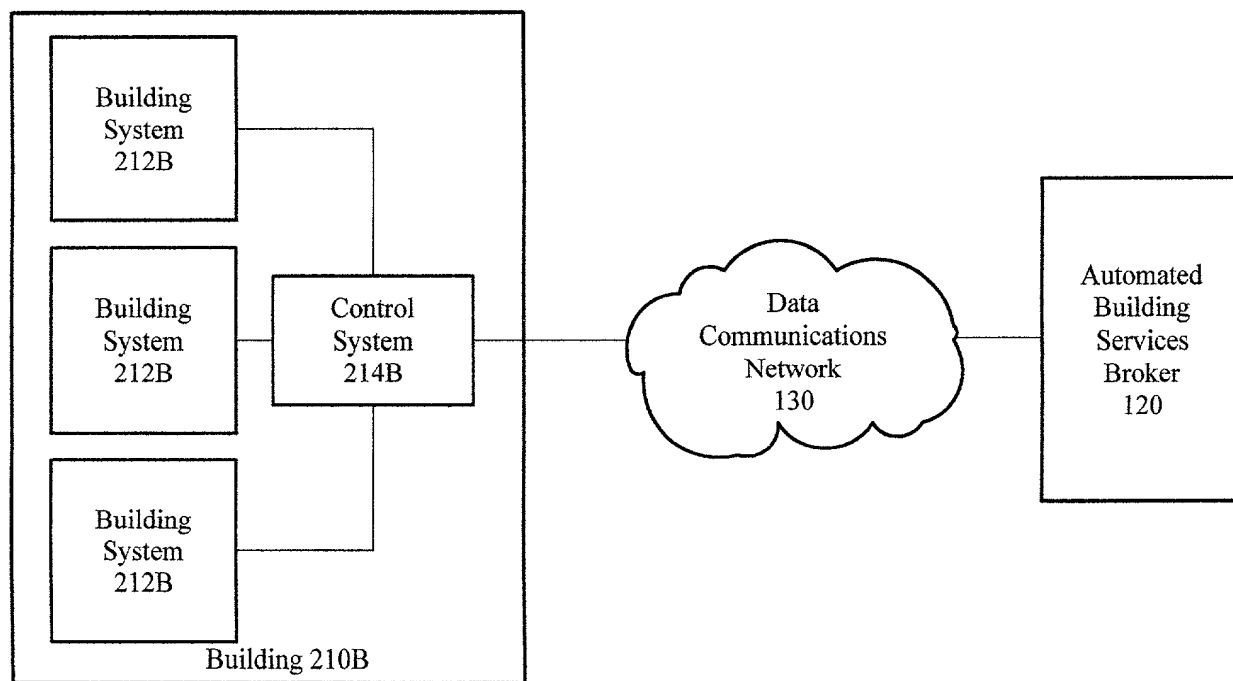 Building
System
212B
Building
System
212B
Building
System
212B
Control
System
214B
Building 210B
Data
Communications
Network
130
Automated
Building
Services
Broker
120